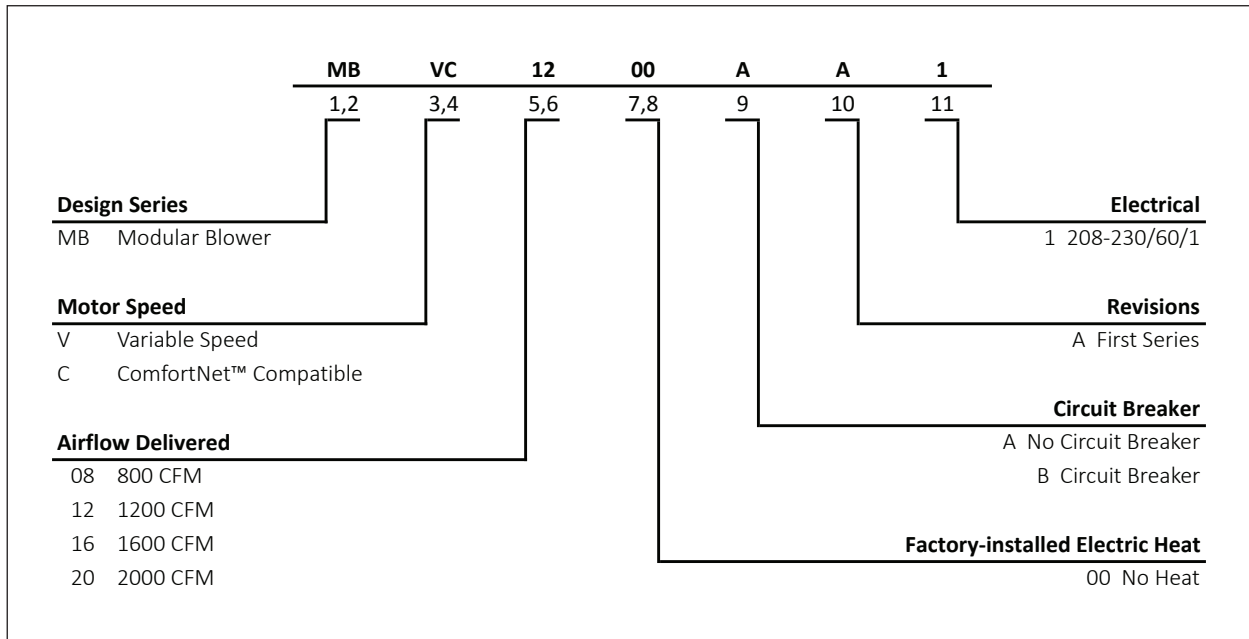 MB VC 12 00 A A 1
1,2 3,4 5,6 7,8 9 10 11
Design Series
MB Modular Blower
Motor Speed
V Variable Speed
C ComfortNet™ Compatible
Airflow Delivered
08 800 CFM
12 1200 CFM
16 1600 CFM
20 2000 CFM
Electrical
1 208-230/60/1
Revisions
A First Series
Circuit Breaker
A No Circuit Breaker
B Circuit Breaker
Factory-installed Electric Heat
00 No Heat